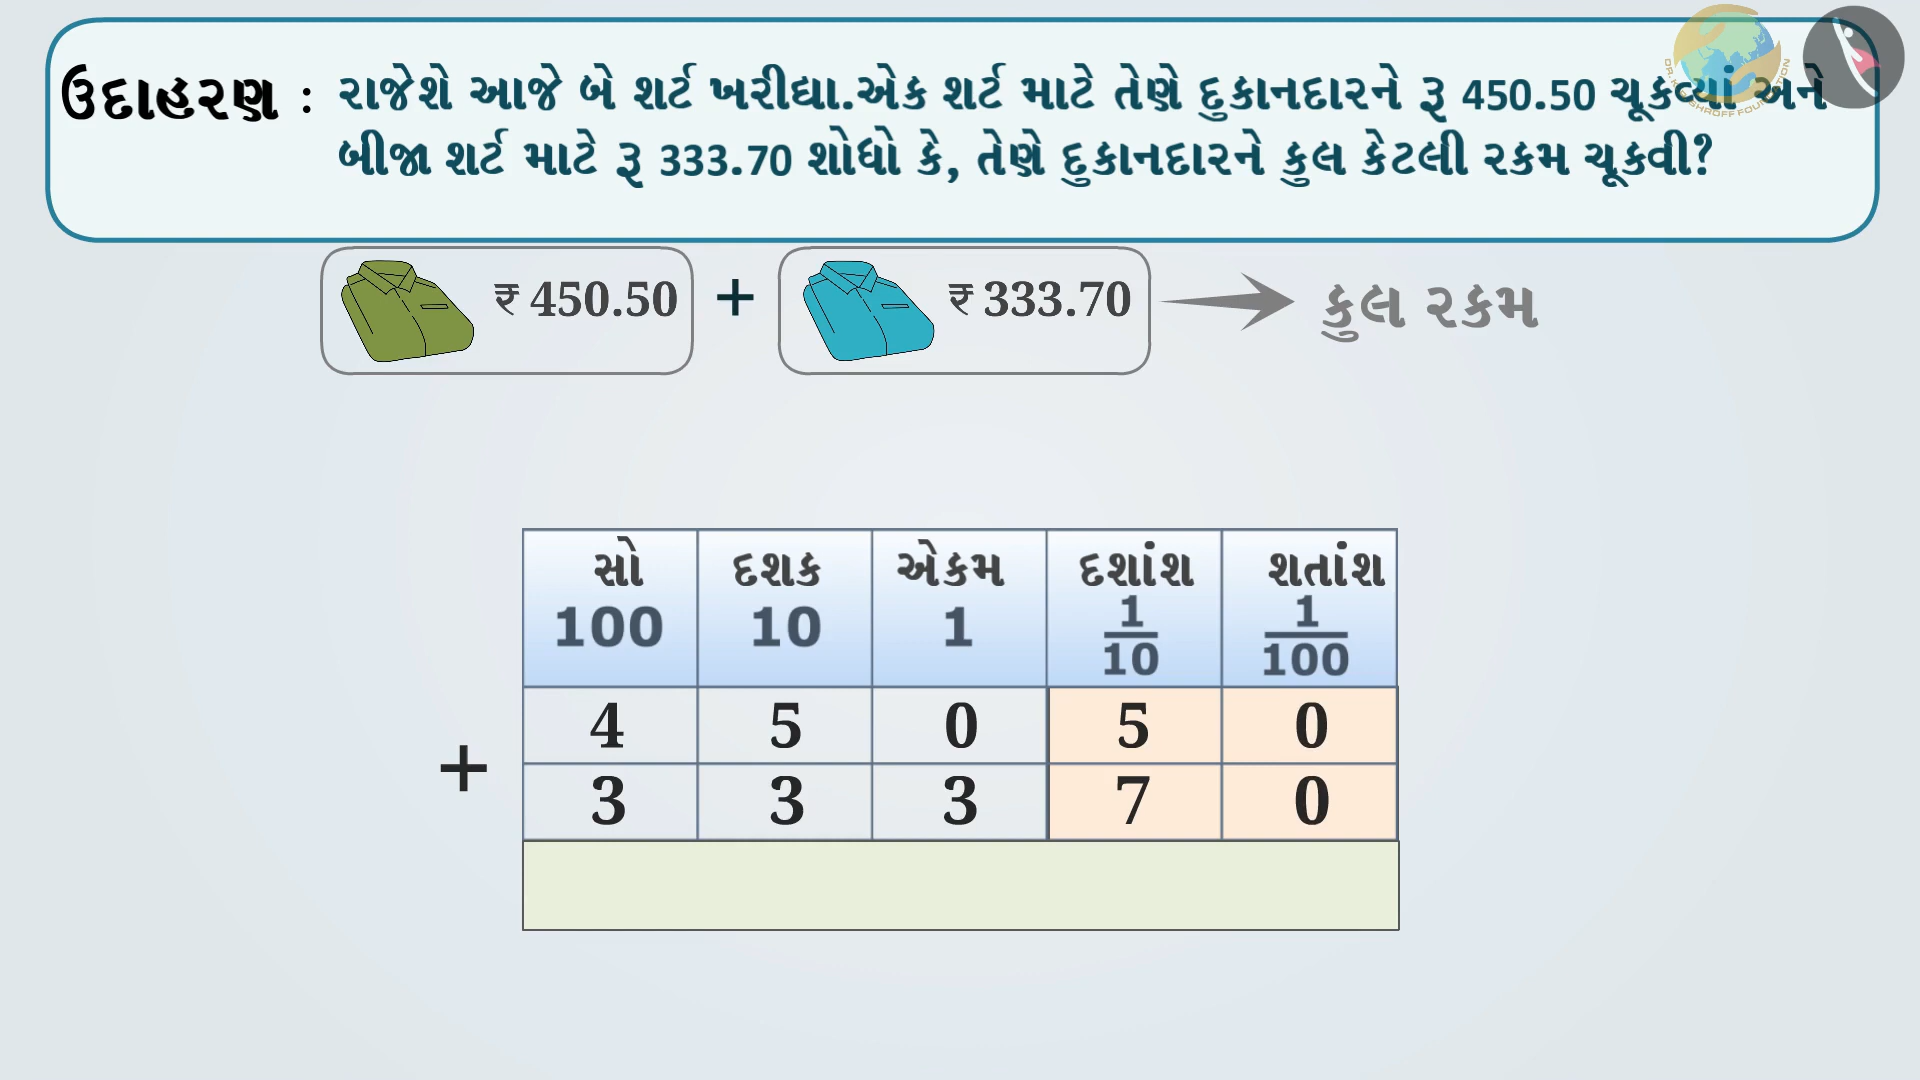 ઉદાહરણ : રાજેશે આજે બે શર્ટ ખરીદ્યા.એક શર્ટ માટે તેણે દુકાનદારને રૂ 450.50 ચૂકવ્યાં અને
બીજા શર્ટ માટે રૂ 333.70 શોધો કે, તેણે દુકાનદારને કુલ કેટલી રકમ ચૂકવી?
₹ 450.50 + ₹ 333.70 કુલ રકમ
સો દશક એકમ દશાંશ શતાંશ
100 10 1 1/10 1/100
4 5 0 5 0
+ 3 3 3 7 0